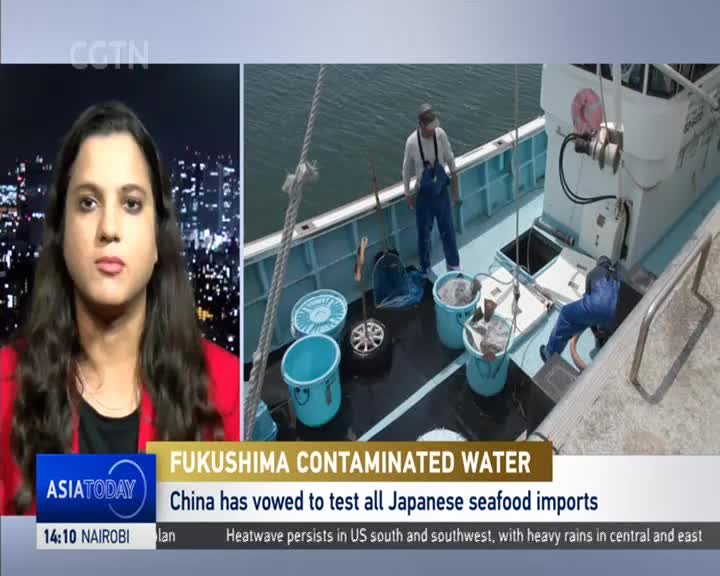 CGTN
FUKUSHIMA CONTAMINATED WATER
ASIA TODAY
China has vowed to test all Japanese seafood imports
14:10 NAIROBI
lan Heatwave persists in US south and southwest, with heavy rains in central and east